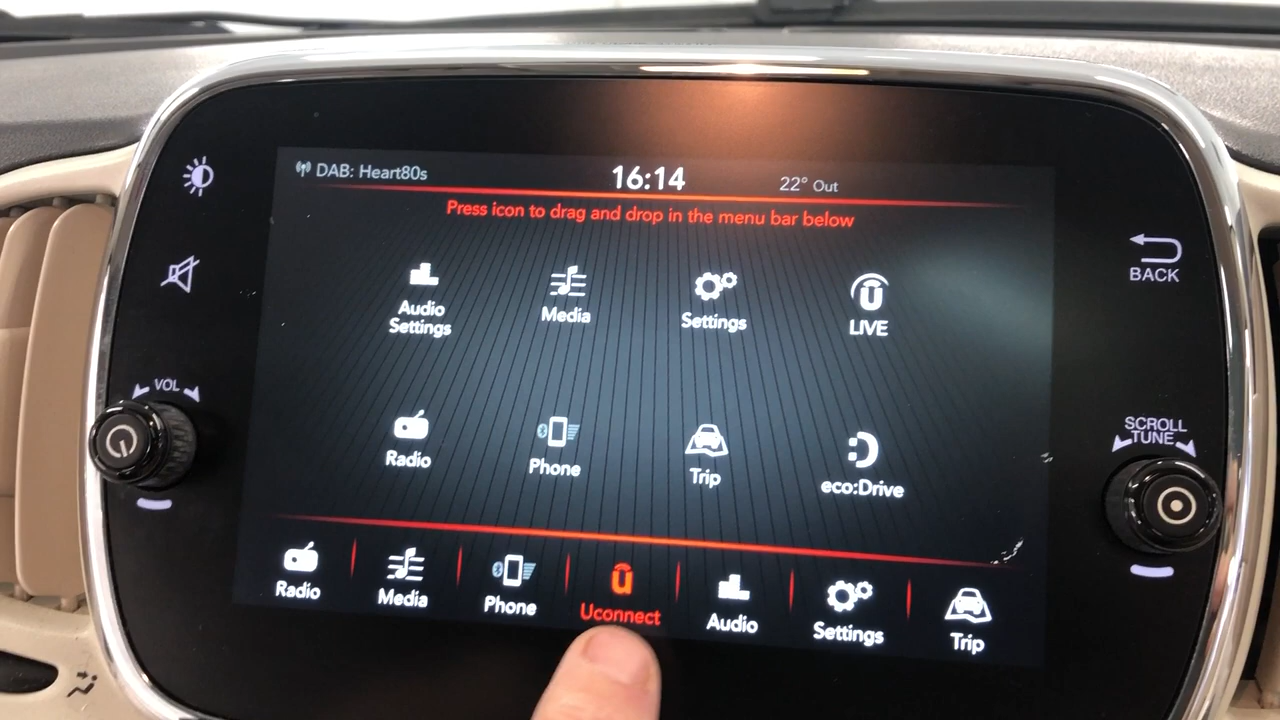 DAB: Heart80s
16:14
22° Out
Press icon to drag and drop in the menu bar below
BACK
Audio
Settings
Media
Settings
LIVE
VOL
SCROLL
TUNE
Radio
Phone
Trip
eco:Drive
Radio
Media
Phone
Uconnect
Audio
Settings
Trip